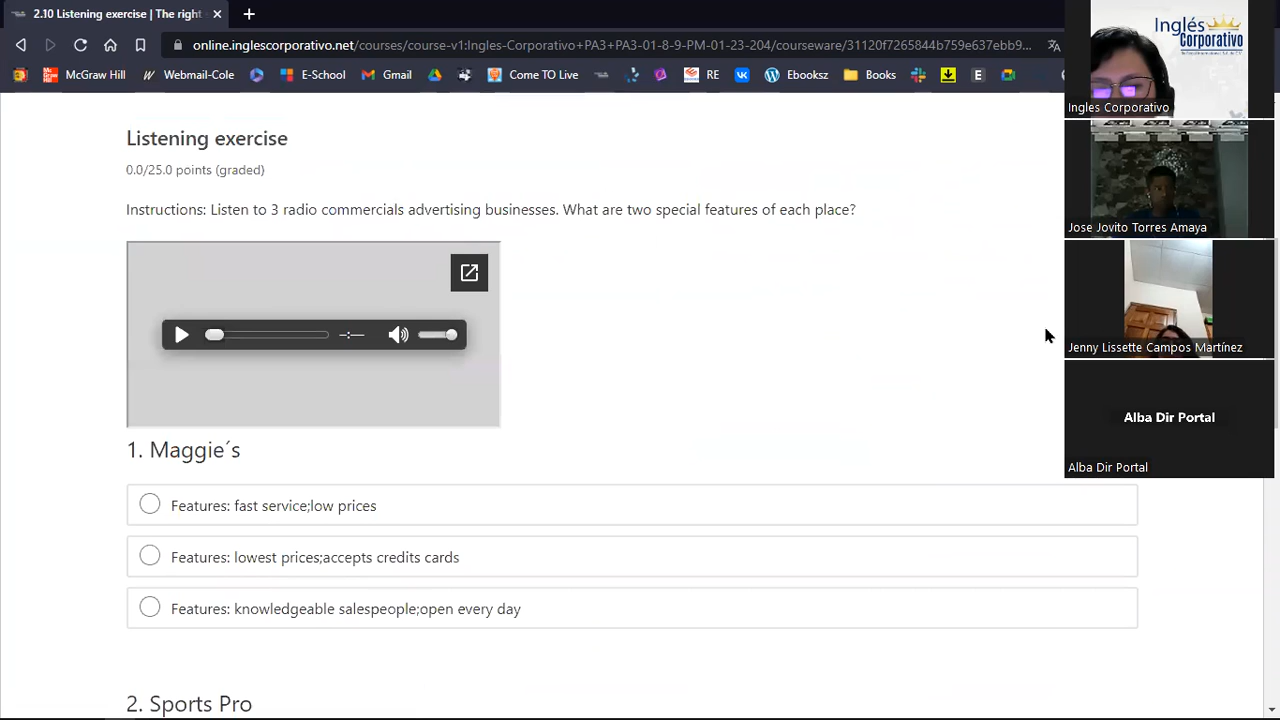 2.10 Listening exercise | The right
online.inglescorporativo.net/courses/course-v1:Ingles-Corporativo+PA3+PA3-01-8-9-PM-01-23-204/courseware/31120f7265844b759e637ebb9...
McGraw Hill
Webmail-Cole
E-School
Gmail
Come TO Live
RE
Ebooksz
Books
Listening exercise
0.0/25.0 points (graded)
Instructions: Listen to 3 radio commercials advertising businesses. What are two special features of each place?
-:--
1. Maggie´s
Features: fast service;low prices
Features: lowest prices;accepts credits cards
Features: knowledgeable salespeople;open every day
2. Sports Pro
Inglés
Corporativo
Ingles Corporativo
Jose Jovito Torres Amaya
Jenny Lissette Campos Martínez
Alba Dir Portal
Alba Dir Portal